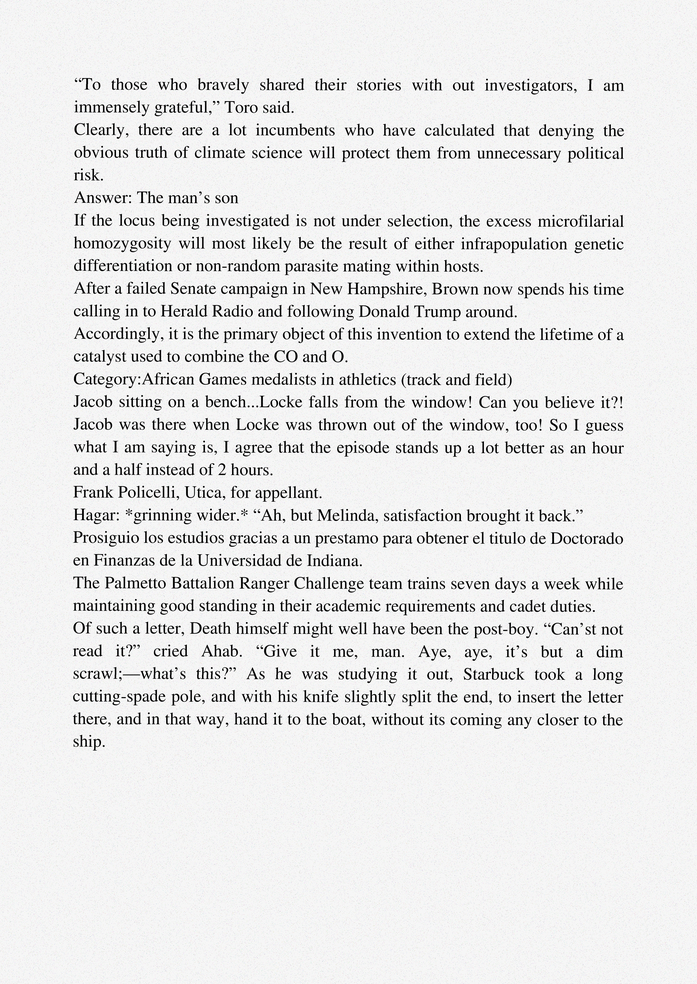 “To those who bravely shared their stories with out investigators, I am
immensely grateful,” Toro said.
Clearly, there are a lot incumbents who have calculated that denying the
obvious truth of climate science will protect them from unnecessary political
risk.
Answer: The man’s son
If the locus being investigated is not under selection, the excess microfilarial
homozygosity will most likely be the result of either infrapopulation genetic
differentiation or non-random parasite mating within hosts.
After a failed Senate campaign in New Hampshire, Brown now spends his time
calling in to Herald Radio and following Donald Trump around.
Accordingly, it is the primary object of this invention to extend the lifetime of a
catalyst used to combine the CO and O.
Category:African Games medalists in athletics (track and field)
Jacob sitting on a bench...Locke falls from the window! Can you believe it?!
Jacob was there when Locke was thrown out of the window, too! So I guess
what I am saying is, I agree that the episode stands up a lot better as an hour
and a half instead of 2 hours.
Frank Policelli, Utica, for appellant.
Hagar: *grinning wider.* “Ah, but Melinda, satisfaction brought it back.”
Prosiguio los estudios gracias a un prestamo para obtener el titulo de Doctorado
en Finanzas de la Universidad de Indiana.
The Palmetto Battalion Ranger Challenge team trains seven days a week while
maintaining good standing in their academic requirements and cadet duties.
Of such a letter, Death himself might well have been the post-boy. “Can’st not
read it?” cried Ahab. “Give it me, man. Aye, aye, it’s but a dim
scrawl;—what’s this?” As he was studying it out, Starbuck took a long
cutting-spade pole, and with his knife slightly split the end, to insert the letter
there, and in that way, hand it to the boat, without its coming any closer to the
ship.